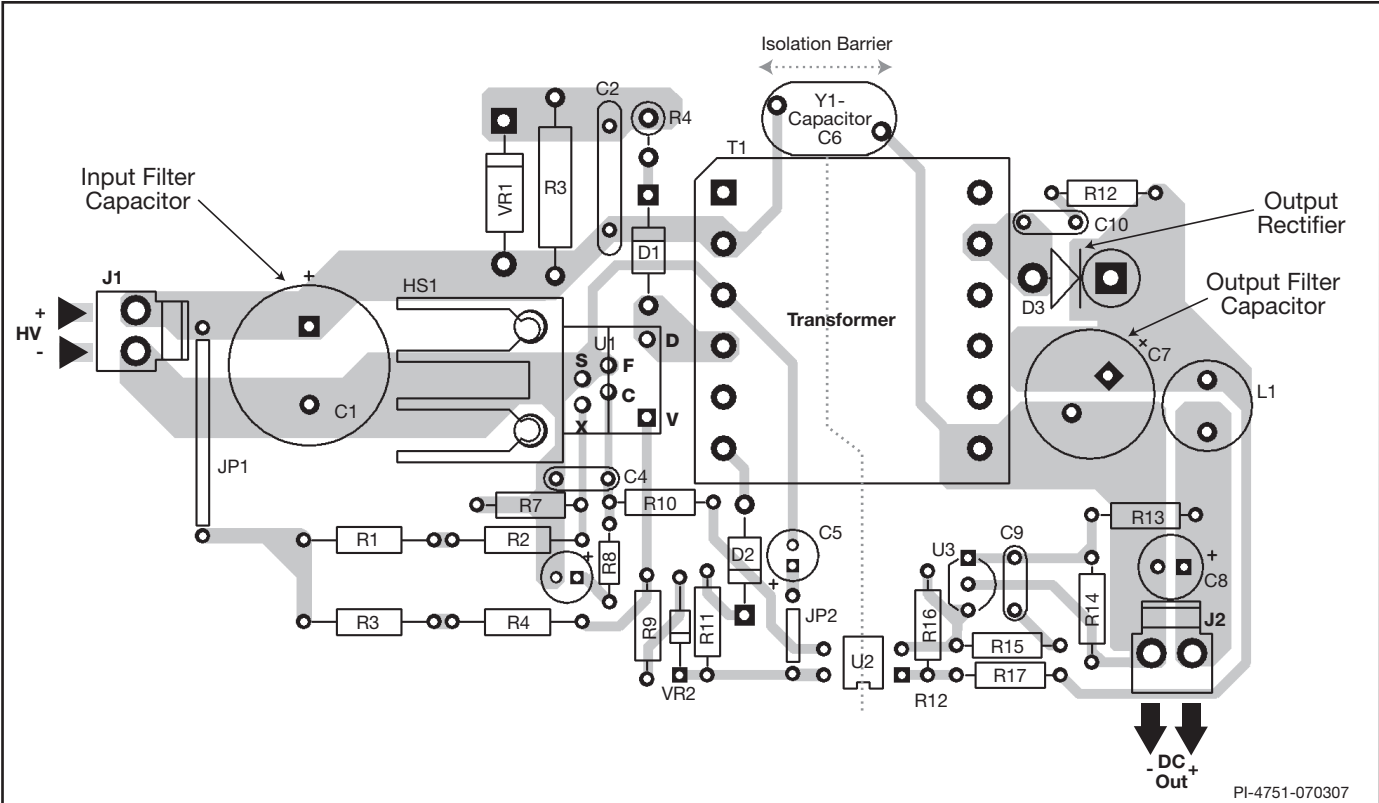 Isolation Barrier
Y1-
Capacitor
C6
C2
R4
T1
VR1
R3
R12
C10
Output
Rectifier
Input Filter
Capacitor
D1
D3
Output Filter
Capacitor
J1
+
HV
-
+
HS1
U1
D
S
F
C
X
V
Transformer
+
C7
C1
L1
JP1
C4
R7
R10
C5
R13
R1
R2
+
R8
D2
+
U3
C9
+
C8
R3
R4
R9
R11
JP2
R16
R14
J2
VR2
U2
R15
R17
R12
- DC +
Out
PI-4751-070307